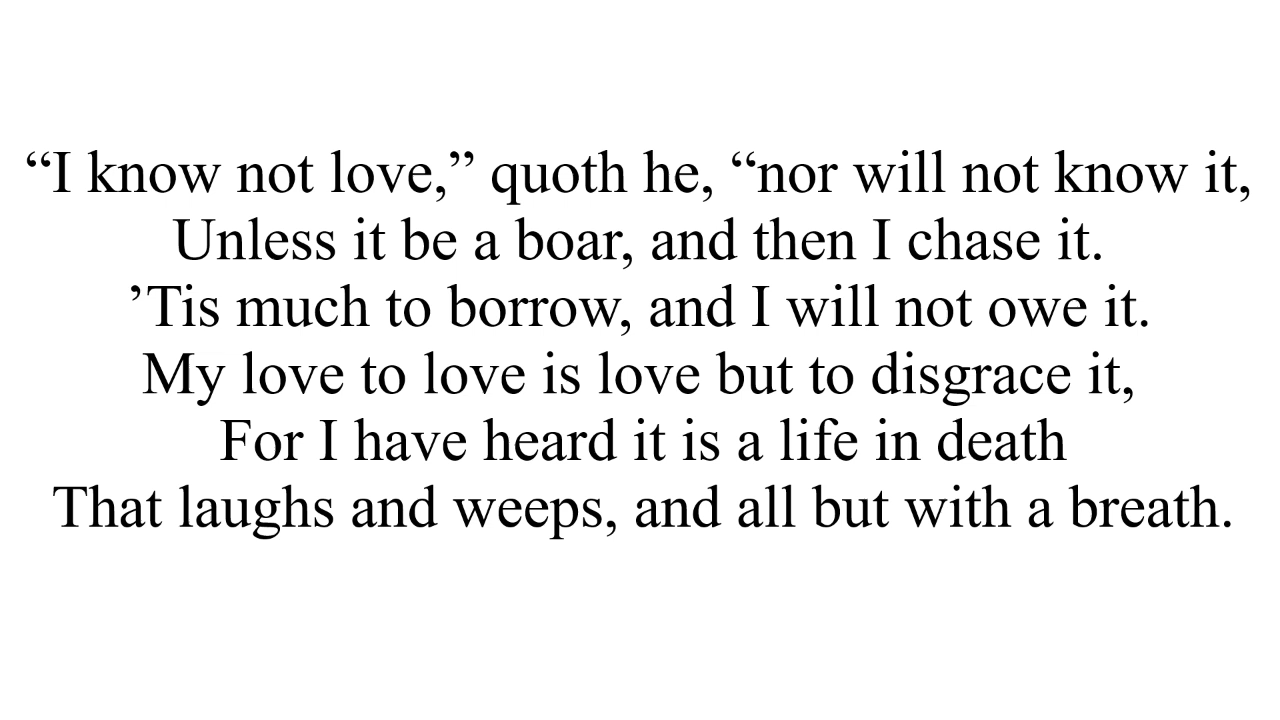 “I know not love,” quoth he, “nor will not know it,
Unless it be a boar, and then I chase it.
’Tis much to borrow, and I will not owe it.
My love to love is love but to disgrace it,
For I have heard it is a life in death
That laughs and weeps, and all but with a breath.